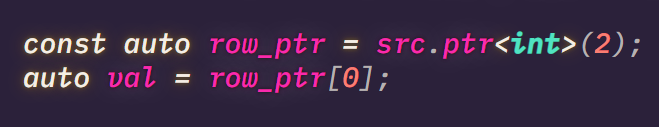 const auto row_ptr = src.ptr<int>(2);
auto val = row_ptr[0];